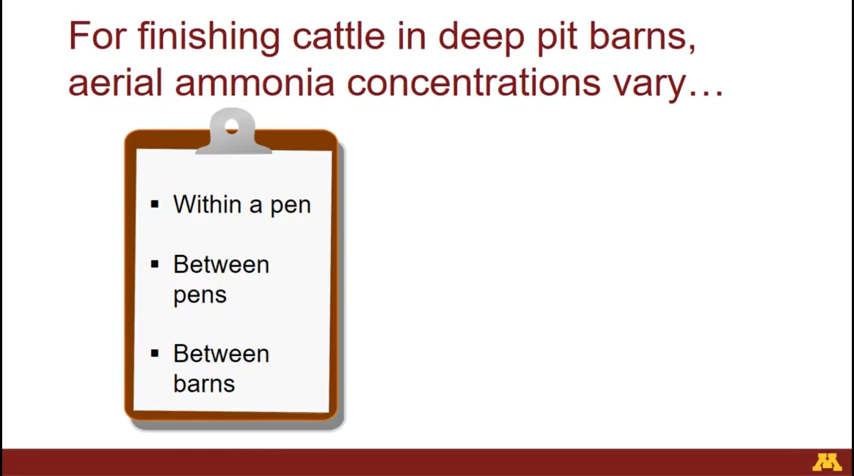 For finishing cattle in deep pit barns,
aerial ammonia concentrations vary…
▪ Within a pen
▪ Between
pens
▪ Between
barns
M